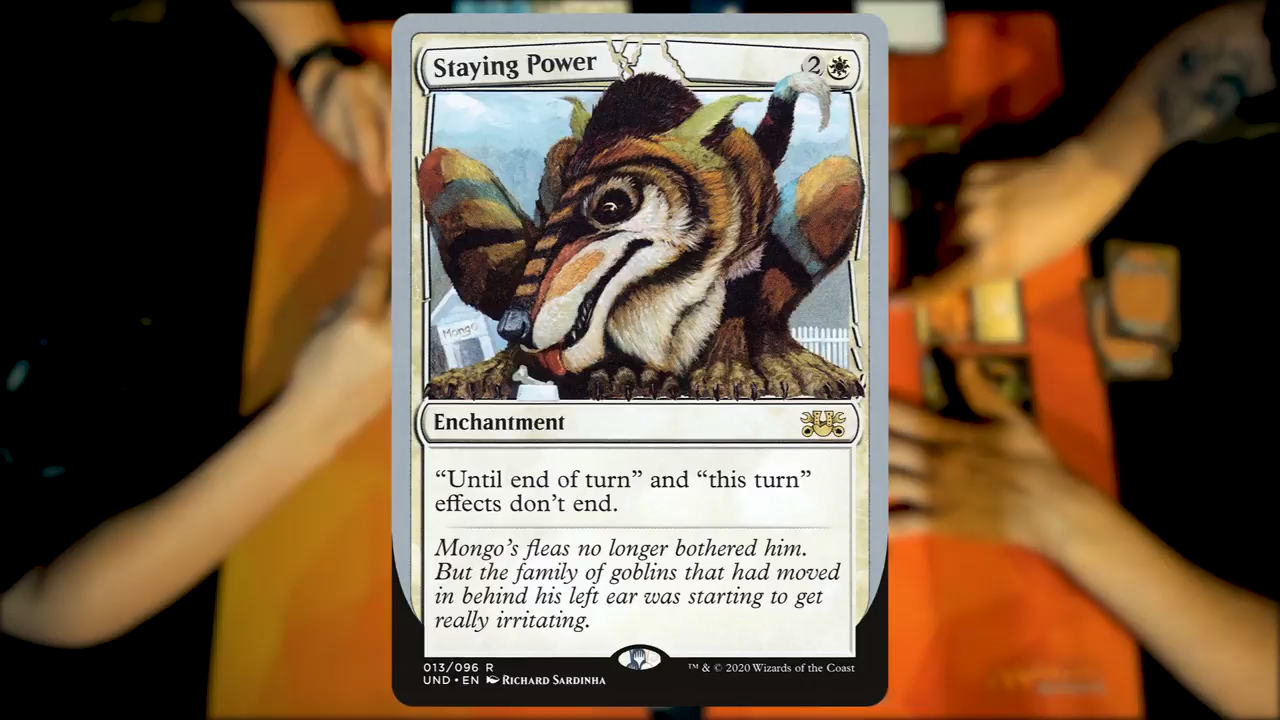 Staying Power 2
Mongo
Enchantment
“Until end of turn” and “this turn”
effects don’t end.
Mongo’s fleas no longer bothered him.
But the family of goblins that had moved
in behind his left ear was starting to get
really irritating.
013/096 R
™ & © 2020 Wizards of the Coast
UND • EN Richard Sardinha